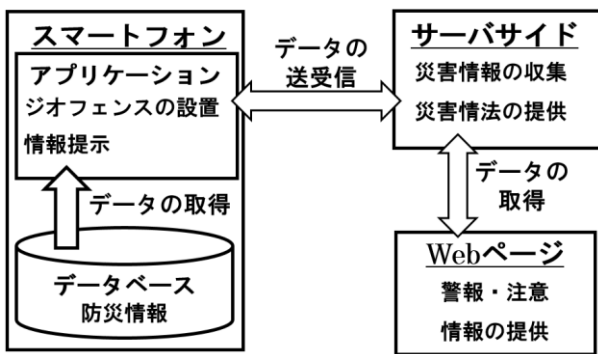 スマートフォン
アプリケーション
ジオフェンスの設置
情報提示
データの取得
データベース
防災情報
データの
送受信
サーバサイド
災害情報の収集
災害情法の提供
データの
取得
Webページ
警報・注意
情報の提供